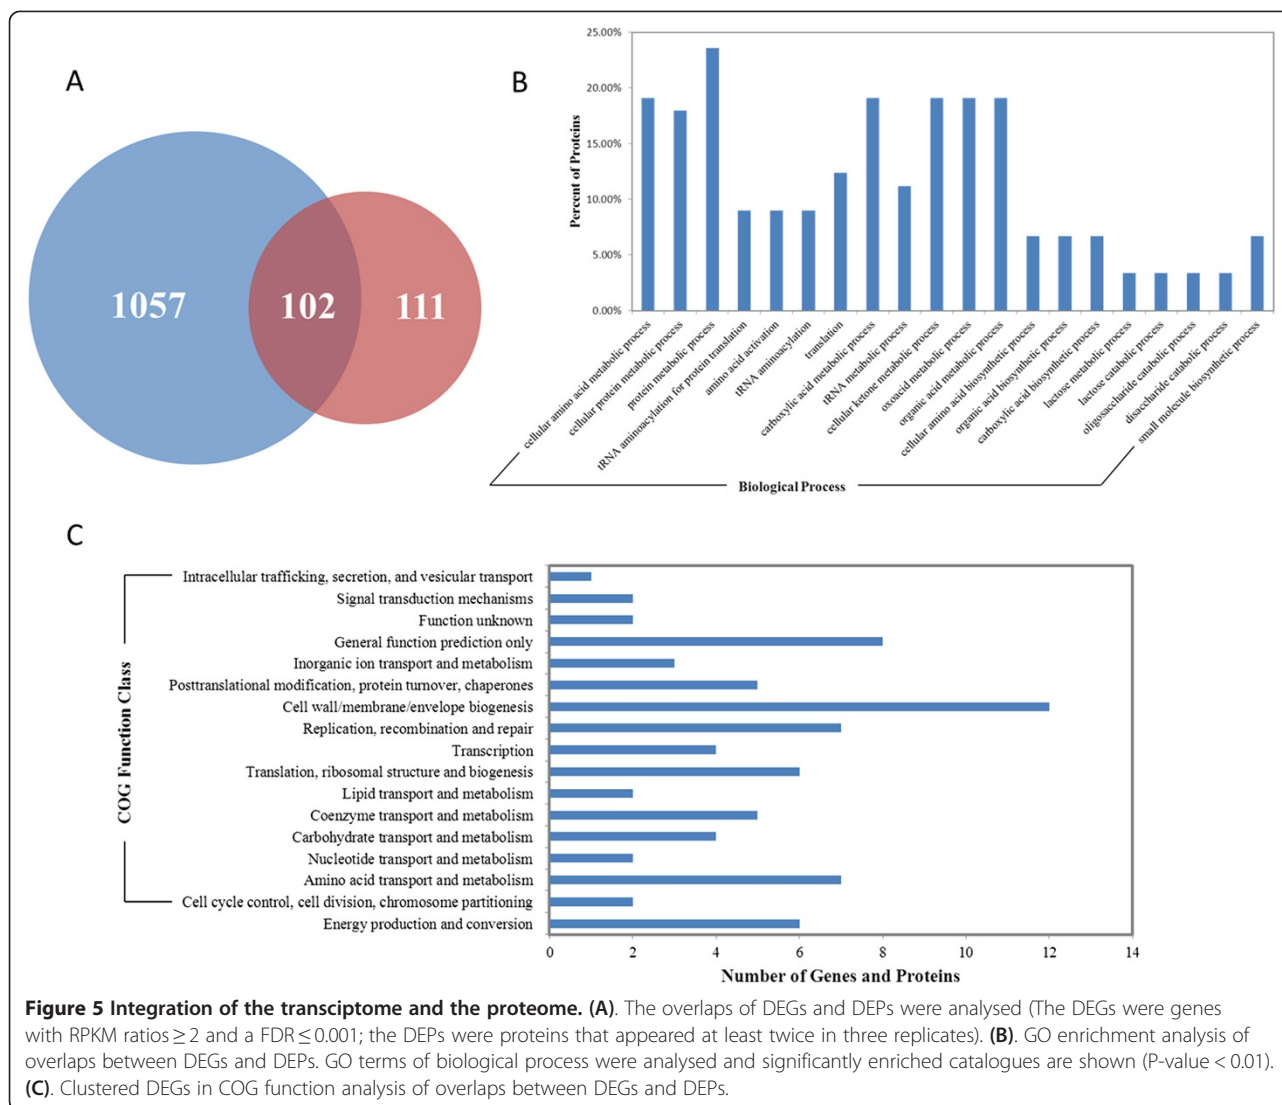 A
1057
102
111
B
25.00%
20.00%
15.00%
10.00%
5.00%
0.00%
Percent of Proteins
cellular amino acid metabolic process
cellular protein metabolic process
protein metabolic process
tRNA aminoacylation for protein translation
amino acid activation
tRNA aminoacylation
translation
carboxylic acid metabolic process
tRNA metabolic process
cellular ketone metabolic process
oxoacid metabolic process
organic acid metabolic process
cellular amino acid biosynthetic process
organic acid biosynthetic process
carboxylic acid biosynthetic process
lactose metabolic process
lactose catabolic process
oligosaccharide catabolic process
disaccharide catabolic process
small molecule biosynthetic process
Biological Process
C
COG Function Class
Intracellular trafficking, secretion, and vesicular transport
Signal transduction mechanisms
Function unknown
General function prediction only
Inorganic ion transport and metabolism
Posttranslational modification, protein turnover, chaperones
Cell wall/membrane/envelope biogenesis
Replication, recombination and repair
Transcription
Translation, ribosomal structure and biogenesis
Lipid transport and metabolism
Coenzyme transport and metabolism
Carbohydrate transport and metabolism
Nucleotide transport and metabolism
Amino acid transport and metabolism
Cell cycle control, cell division, chromosome partitioning
Energy production and conversion
0 2 4 6 8 10 12 14
Number of Genes and Proteins
Figure 5 Integration of the transciptome and the proteome. (A). The overlaps of DEGs and DEPs were analysed (The DEGs were genes
with RPKM ratios ≥ 2 and a FDR ≤ 0.001; the DEPs were proteins that appeared at least twice in three replicates). (B). GO enrichment analysis of
overlaps between DEGs and DEPs. GO terms of biological process were analysed and significantly enriched catalogues are shown (P-value < 0.01).
(C). Clustered DEGs in COG function analysis of overlaps between DEGs and DEPs.